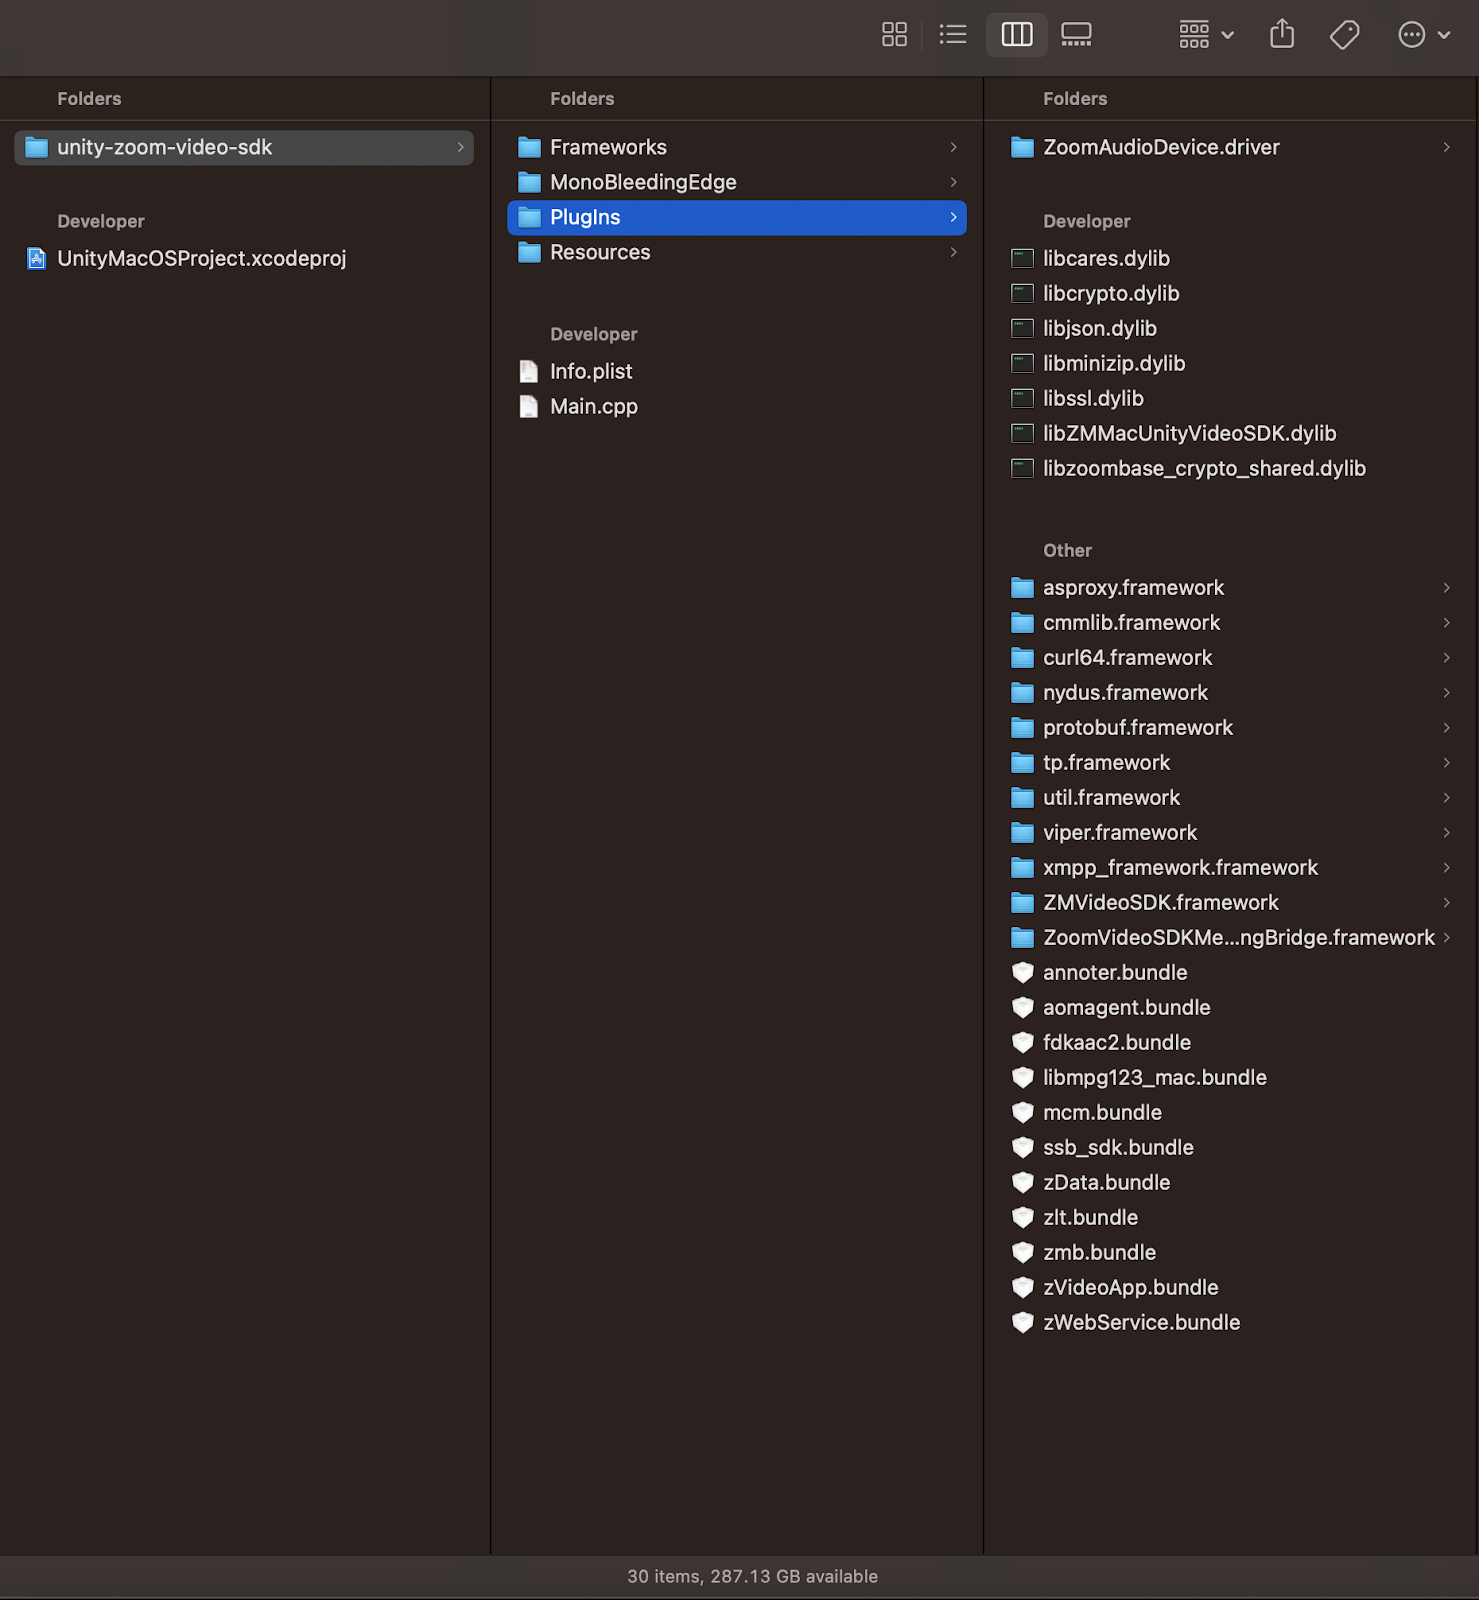 Folders
unity-zoom-video-sdk
Developer
UnityMacOSProject.xcodeproj
Folders
Frameworks
MonoBleedingEdge
PlugIns
Resources
Developer
Info.plist
Main.cpp
Folders
ZoomAudioDevice.driver
Developer
libcares.dylib
libcrypto.dylib
libjson.dylib
libminizip.dylib
libssl.dylib
libZMMacUnityVideoSDK.dylib
libzoombase_crypto_shared.dylib
Other
asproxy.framework
cmmlib.framework
curl64.framework
nydus.framework
protobuf.framework
tp.framework
util.framework
viper.framework
xmpp_framework.framework
ZMVideoSDK.framework
ZoomVideoSDKMe...ngBridge.framework
annoter.bundle
aomagent.bundle
fdkaac2.bundle
libmpg123_mac.bundle
mcm.bundle
ssb_sdk.bundle
zData.bundle
zlt.bundle
zmb.bundle
zVideoApp.bundle
zWebService.bundle
30 items, 287.13 GB available